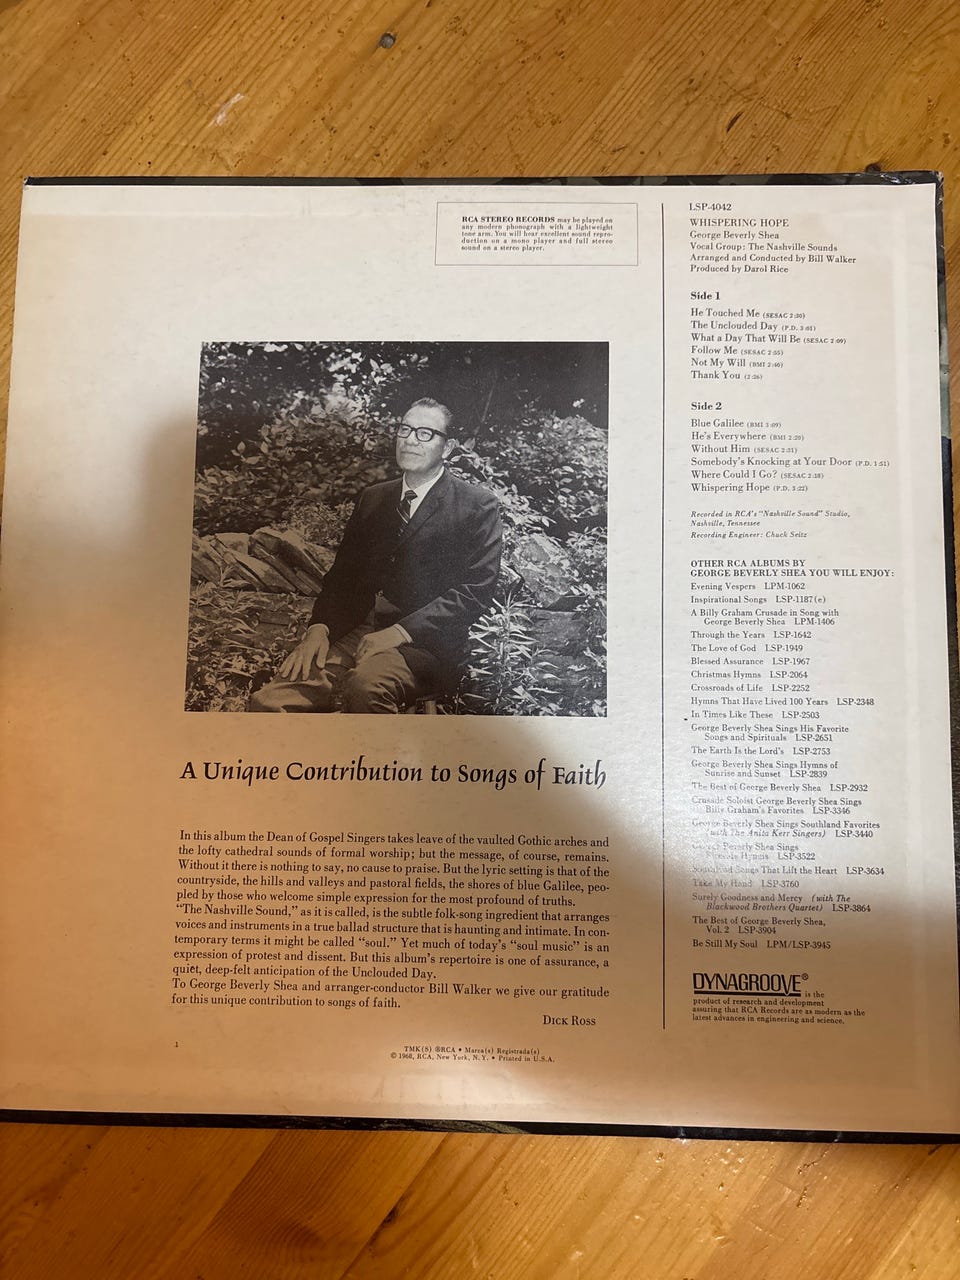 RCA STEREO RECORDS may be played on
any modern phonograph with a lightweight
tone arm. You will hear excellent sound repro-
duction on a mono player and full stereo
sound on a stereo player.
A Unique Contribution to Songs of Faith
In this album the Dean of Gospel Singers takes leave of the vaulted Gothic arches and
the lofty cathedral sounds of formal worship; but the message, of course, remains.
Without it there is nothing to say, no cause to praise. But the lyric setting is that of the
countryside, the hills and valleys and pastoral fields, the shores of blue Galilee, peo-
pled by those who welcome simple expression for the most profound of truths.
"The Nashville Sound," as it is called, is the subtle folk-song ingredient that arranges
voices and instruments in a true ballad structure that is haunting and intimate. In con-
temporary terms it might be called "soul." Yet much of today's "soul music" is an
expression of protest and dissent. But this album's repertoire is one of assurance, a
quiet, deep-felt anticipation of the Unclouded Day.
To George Beverly Shea and arranger-conductor Bill Walker we give our gratitude
for this unique contribution to songs of faith.
DICK ROSS
1
TMK(S) ®RCA • Marca(s) Registrada(s)
© 1968, RCA, New York, N.Y. • Printed in U.S.A.
LSP-4042
WHISPERING HOPE
George Beverly Shea
Vocal Group: The Nashville Sounds
Arranged and Conducted by Bill Walker
Produced by Darol Rice
Side 1
He Touched Me (SESAC 2:30)
The Unclouded Day (P.D. 3:01)
What a Day That Will Be (SESAC 2:09)
Follow Me (SESAC 2:55)
Not My Will (BMI 2:40)
Thank You (2:26)
Side 2
Blue Galilee (BMI 3:09)
He's Everywhere (BMI 2:20)
Without Him (SESAC 2:31)
Somebody's Knocking at Your Door (P.D. 1:51)
Where Could I Go? (SESAC 2:38)
Whispering Hope (P.D. 3:22)
Recorded in RCA's "Nashville Sound" Studio,
Nashville, Tennessee
Recording Engineer: Chuck Seitz
OTHER RCA ALBUMS BY
GEORGE BEVERLY SHEA YOU WILL ENJOY:
Evening Vespers LPM-1062
Inspirational Songs LSP-1187(e)
A Billy Graham Crusade in Song with
George Beverly Shea LPM-1406
Through the Years LSP-1642
The Love of God LSP-1949
Blessed Assurance LSP-1967
Christmas Hymns LSP-2064
Crossroads of Life LSP-2252
Hymns That Have Lived 100 Years LSP-2348
In Times Like These LSP-2503
George Beverly Shea Sings His Favorite
Songs and Spirituals LSP-2651
The Earth Is the Lord's LSP-2753
George Beverly Shea Sings Hymns of
Sunrise and Sunset LSP-2839
The Best of George Beverly Shea LSP-2932
Crusade Soloist George Beverly Shea Sings
Billy Graham's Favorites LSP-3346
George Beverly Shea Sings Southland Favorites
(with The Anita Kerr Singers) LSP-3440
George Beverly Shea Sings
Hymns LSP-3522
Songs That Lift the Heart LSP-3634
Take My Hand LSP-3760
Surely Goodness and Mercy (with The
Blackwood Brothers Quartet) LSP-3864
The Best of George Beverly Shea,
Vol. 2 LSP-3904
Be Still My Soul LPM/LSP-3945
DYNAGROOVE® is the
product of research and development
assuring that RCA Records are as modern as the
latest advances in engineering and science.